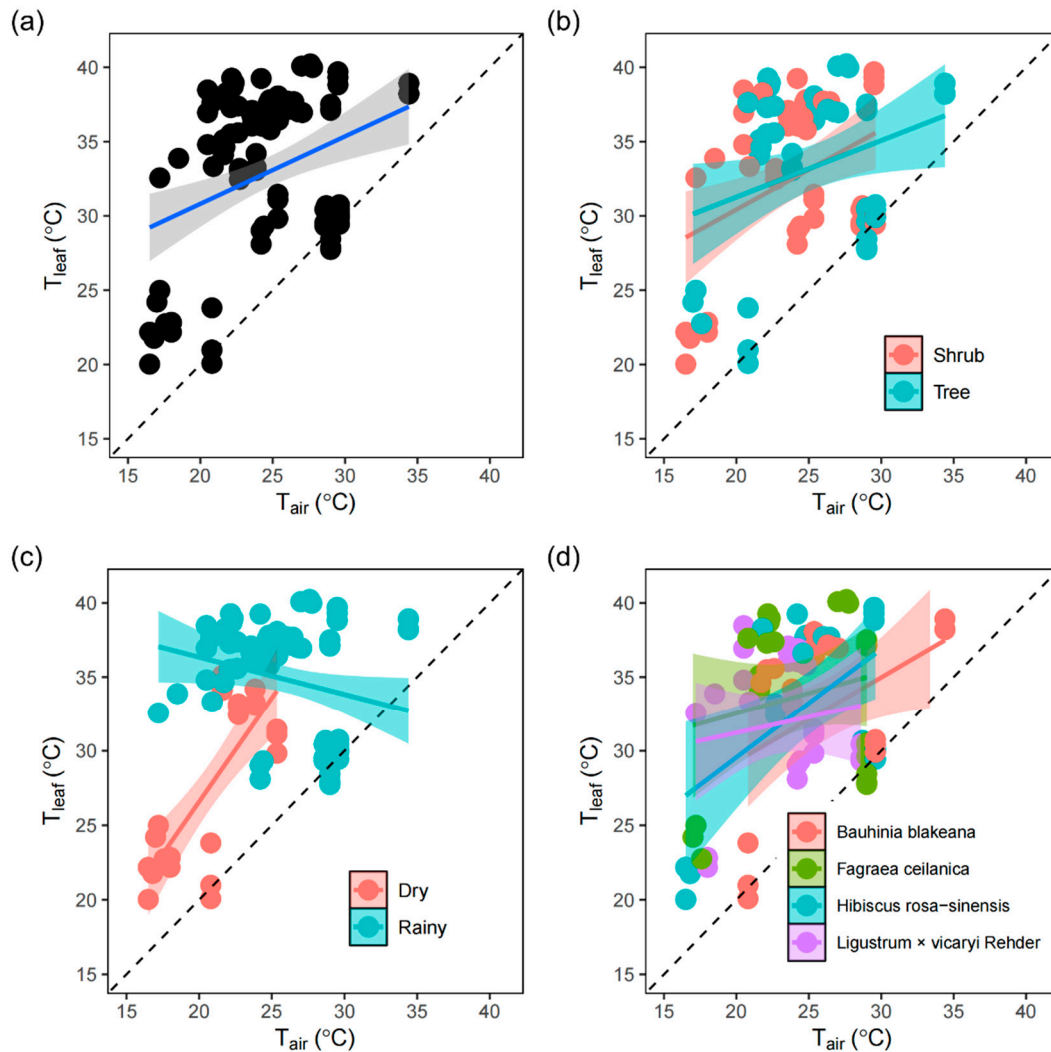 (a)
40
35
30
25
20
15
T_leaf (°C)
15 20 25 30 35 40
T_air (°C)
(b)
40
35
30
25
20
15
T_leaf (°C)
Shrub
Tree
15 20 25 30 35 40
T_air (°C)
(c)
40
35
30
25
20
15
T_leaf (°C)
Dry
Rainy
15 20 25 30 35 40
T_air (°C)
(d)
40
35
30
25
20
15
T_leaf (°C)
Bauhinia blakeana
Fagraea ceilanica
Hibiscus rosa−sinensis
Ligustrum × vicaryi Rehder
15 20 25 30 35 40
T_air (°C)